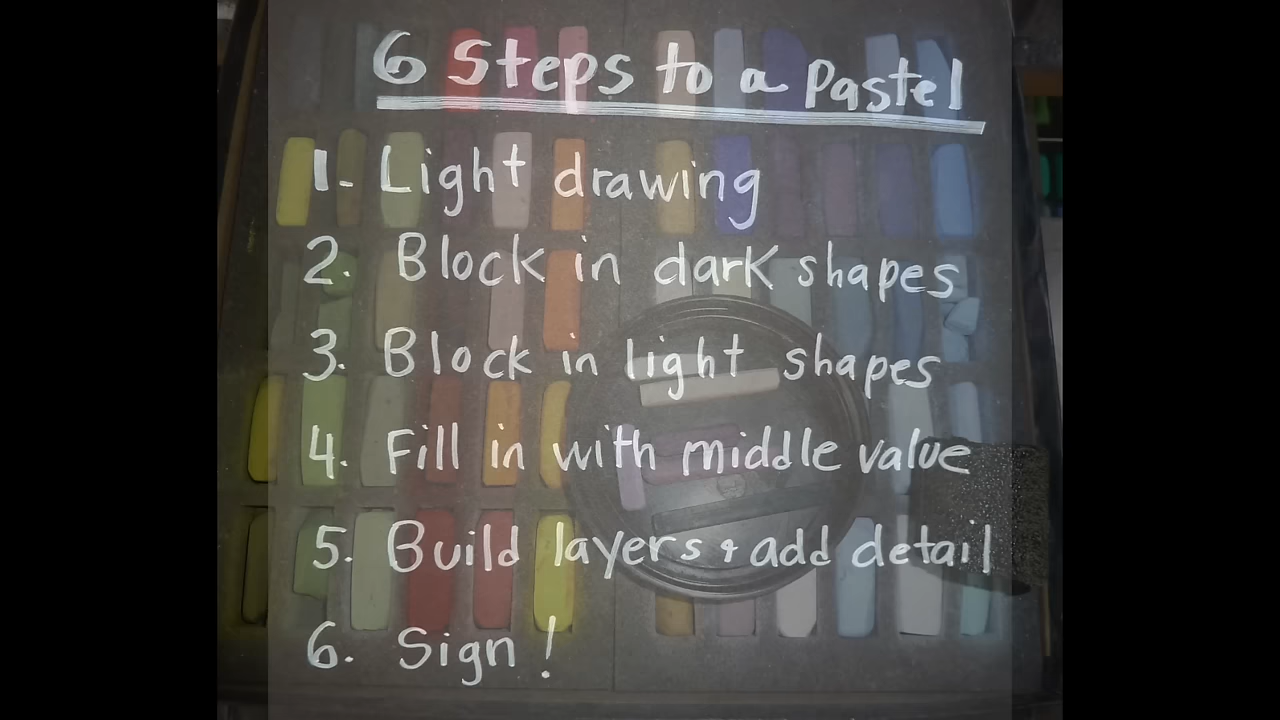 6 Steps to a Pastel
1. Light drawing
2. Block in dark shapes
3. Block in light shapes
4. Fill in with middle value
5. Build layers + add detail
6. Sign!